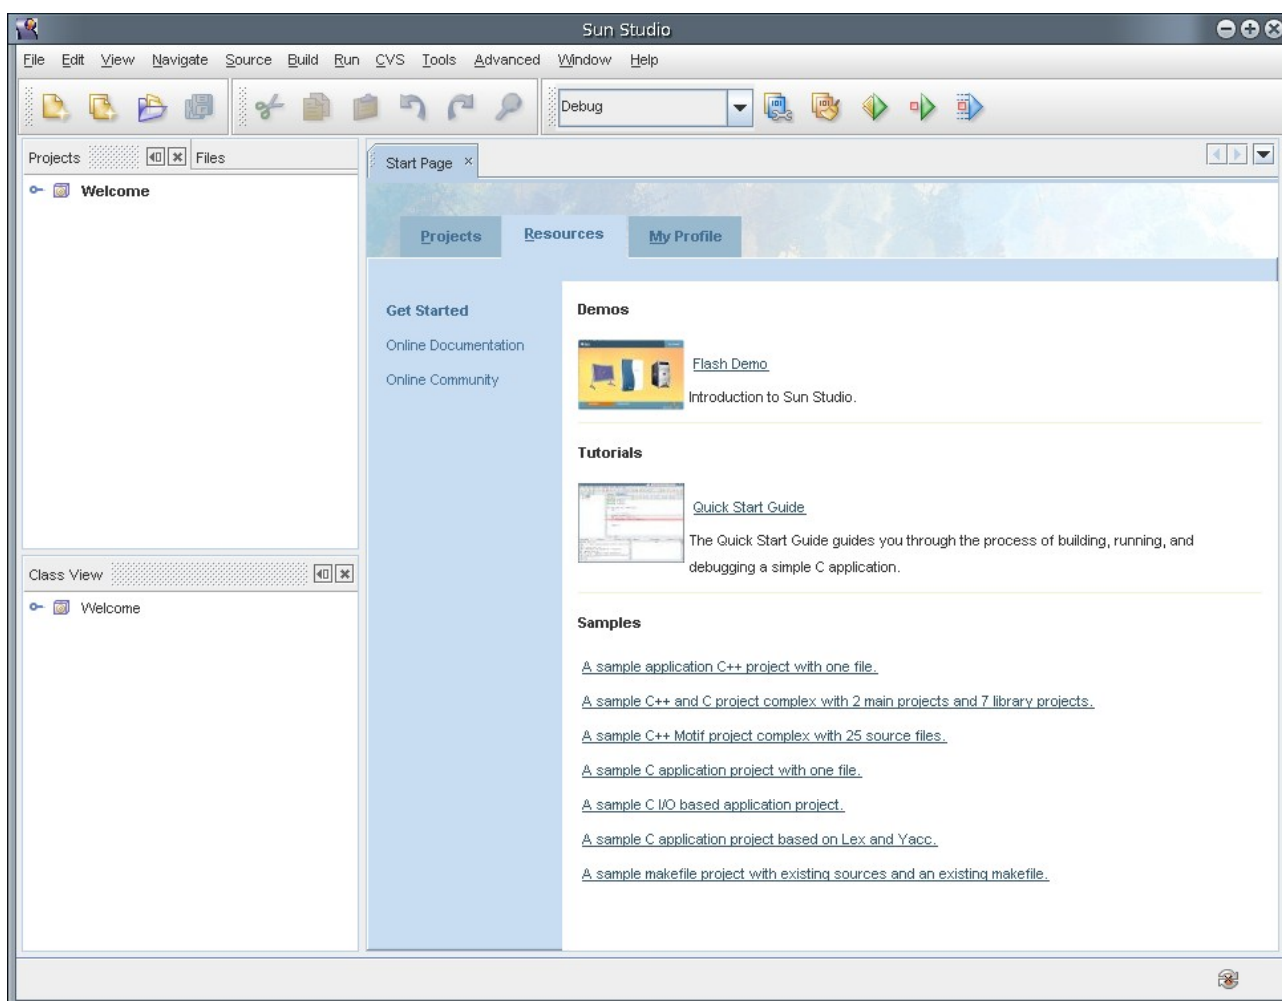 Sun Studio
File Edit View Navigate Source Build Run CVS Tools Advanced Window Help
Debug
Projects Files
Welcome
Class View
Welcome
Start Page
Projects Resources My Profile
Get Started
Online Documentation
Online Community
Demos
Flash Demo
Introduction to Sun Studio.
Tutorials
Quick Start Guide
The Quick Start Guide guides you through the process of building, running, and
debugging a simple C application.
Samples
A sample application C++ project with one file.
A sample C++ and C project complex with 2 main projects and 7 library projects.
A sample C++ Motif project complex with 25 source files.
A sample C application project with one file.
A sample C I/O based application project.
A sample C application project based on Lex and Yacc.
A sample makefile project with existing sources and an existing makefile.